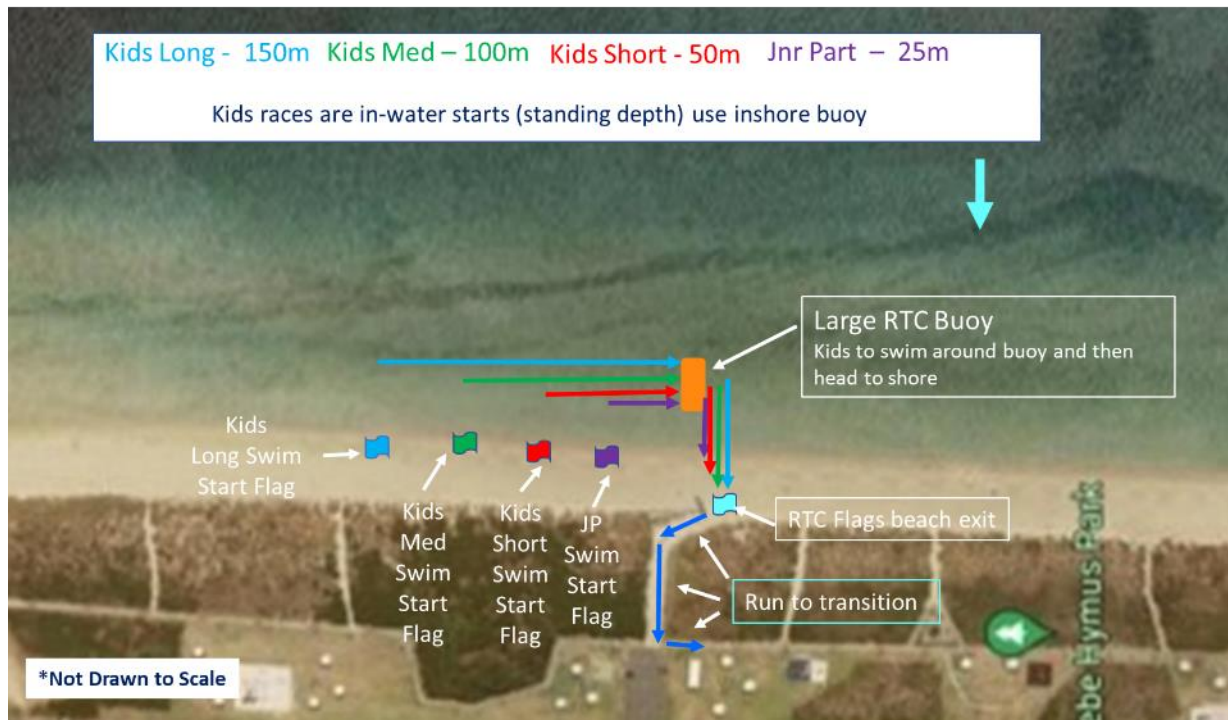 Kids Long - 150m Kids Med – 100m Kids Short - 50m Jnr Part – 25m
Kids races are in-water starts (standing depth) use inshore buoy
Large RTC Buoy
Kids to swim around buoy and then
head to shore
Kids
Long Swim
Start Flag
Kids
Med
Swim
Start
Flag
Kids
Short
Swim
Start
Flag
JP
Swim
Start
Flag
RTC Flags beach exit
Run to transition
ebe Hymus Park
*Not Drawn to Scale